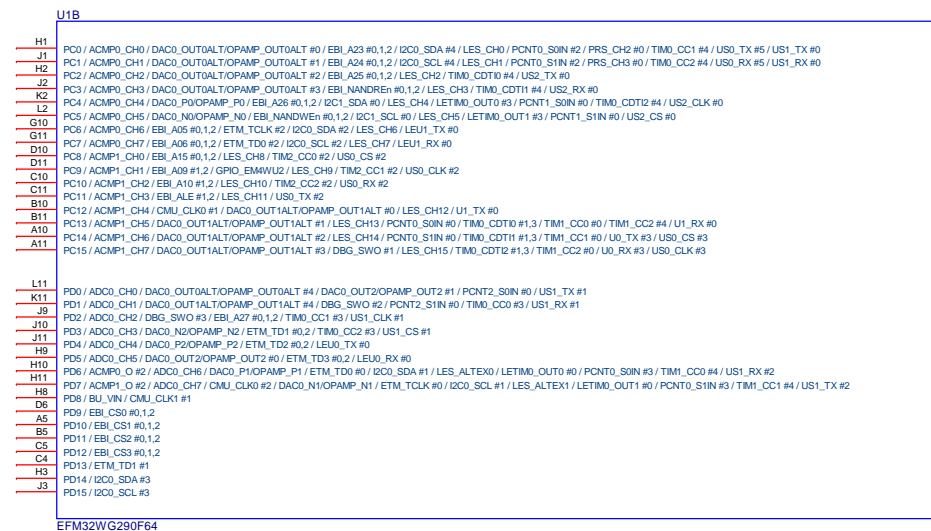 U1B
H1 PC0 / ACMP0_CH0 / DAC0_OUT0ALT/OPAMP_OUT0ALT #0 / EBI_A23 #0,1,2 / I2C0_SDA #4 / LES_CH0 / PCNT0_S0IN #2 / PRS_CH2 #0 / TIM0_CC1 #4 / US0_TX #5 / US1_TX #0
J1 PC1 / ACMP0_CH1 / DAC0_OUT0ALT/OPAMP_OUT0ALT #1 / EBI_A24 #0,1,2 / I2C0_SCL #4 / LES_CH1 / PCNT0_S1IN #2 / PRS_CH3 #0 / TIM0_CC2 #4 / US0_RX #5 / US1_RX #0
H2 PC2 / ACMP0_CH2 / DAC0_OUT0ALT/OPAMP_OUT0ALT #2 / EBI_A25 #0,1,2 / LES_CH2 / TIM0_CDTI0 #4 / US2_TX #0
J2 PC3 / ACMP0_CH3 / DAC0_OUT0ALT/OPAMP_OUT0ALT #3 / EBI_NANDREn #0,1,2 / LES_CH3 / TIM0_CDTI1 #4 / US2_RX #0
K2 PC4 / ACMP0_CH4 / DAC0_P0/OPAMP_P0 / EBI_A26 #0,1,2 / I2C1_SDA #0 / LES_CH4 / LETIM0_OUT0 #3 / PCNT1_S0IN #0 / TIM0_CDTI2 #4 / US2_CLK #0
L2 PC5 / ACMP0_CH5 / DAC0_N0/OPAMP_N0 / EBI_NANDWEn #0,1,2 / I2C1_SCL #0 / LES_CH5 / LETIM0_OUT1 #3 / PCNT1_S1IN #0 / US2_CS #0
G10 PC6 / ACMP0_CH6 / EBI_A05 #0,1,2 / ETM_TCLK #2 / I2C0_SDA #2 / LES_CH6 / LEU1_TX #0
G11 PC7 / ACMP0_CH7 / EBI_A06 #0,1,2 / ETM_TD0 #2 / I2C0_SCL #2 / LES_CH7 / LEU1_RX #0
D10 PC8 / ACMP1_CH0 / EBI_A15 #0,1,2 / LES_CH8 / TIM2_CC0 #2 / US0_CS #2
D11 PC9 / ACMP1_CH1 / EBI_A09 #1,2 / GPIO_EM4WU2 / LES_CH9 / TIM2_CC1 #2 / US0_CLK #2
C10 PC10 / ACMP1_CH2 / EBI_A10 #1,2 / LES_CH10 / TIM2_CC2 #2 / US0_RX #2
C11 PC11 / ACMP1_CH3 / EBI_ALE #1,2 / LES_CH11 / US0_TX #2
B10 PC12 / ACMP1_CH4 / CMU_CLK0 #1 / DAC0_OUT1ALT/OPAMP_OUT1ALT #0 / LES_CH12 / U1_TX #0
B11 PC13 / ACMP1_CH5 / DAC0_OUT1ALT/OPAMP_OUT1ALT #1 / LES_CH13 / PCNT0_S0IN #0 / TIM0_CDTI0 #1,3 / TIM1_CC0 #0 / TIM1_CC2 #4 / U1_RX #0
A10 PC14 / ACMP1_CH6 / DAC0_OUT1ALT/OPAMP_OUT1ALT #2 / LES_CH14 / PCNT0_S1IN #0 / TIM0_CDTI1 #1,3 / TIM1_CC1 #0 / U0_TX #3 / US0_CS #3
A11 PC15 / ACMP1_CH7 / DAC0_OUT1ALT/OPAMP_OUT1ALT #3 / DBG_SWO #1 / LES_CH15 / TIM0_CDTI2 #1,3 / TIM1_CC2 #0 / U0_RX #3 / US0_CLK #3
L11 PD0 / ADC0_CH0 / DAC0_OUT0ALT/OPAMP_OUT0ALT #4 / DAC0_OUT2/OPAMP_OUT2 #1 / PCNT2_S0IN #0 / US1_TX #1
K11 PD1 / ADC0_CH1 / DAC0_OUT1ALT/OPAMP_OUT1ALT #4 / DBG_SWO #2 / PCNT2_S1IN #0 / TIM0_CC0 #3 / US1_RX #1
J9 PD2 / ADC0_CH2 / DBG_SWO #3 / EBI_A27 #0,1,2 / TIM0_CC1 #3 / US1_CLK #1
J10 PD3 / ADC0_CH3 / DAC0_N2/OPAMP_N2 / ETM_TD1 #0,2 / TIM0_CC2 #3 / US1_CS #1
J11 PD4 / ADC0_CH4 / DAC0_P2/OPAMP_P2 / ETM_TD2 #0,2 / LEU0_TX #0
H9 PD5 / ADC0_CH5 / DAC0_OUT2/OPAMP_OUT2 #0 / ETM_TD3 #0,2 / LEU0_RX #0
H10 PD6 / ACMP0_O #2 / ADC0_CH6 / DAC0_P1/OPAMP_P1 / ETM_TD0 #0 / I2C0_SDA #1 / LES_ALTEX0 / LETIM0_OUT0 #0 / PCNT0_S0IN #3 / TIM1_CC0 #4 / US1_RX #2
H11 PD7 / ACMP1_O #2 / ADC0_CH7 / CMU_CLK0 #2 / DAC0_N1/OPAMP_N1 / ETM_TCLK #0 / I2C0_SCL #1 / LES_ALTEX1 / LETIM0_OUT1 #0 / PCNT0_S1IN #3 / TIM1_CC1 #4 / US1_TX #2
H8 PD8 / BU_VIN / CMU_CLK1 #1
D6 PD9 / EBI_CS0 #0,1,2
A5 PD10 / EBI_CS1 #0,1,2
B5 PD11 / EBI_CS2 #0,1,2
C5 PD12 / EBI_CS3 #0,1,2
C4 PD13 / ETM_TD1 #1
H3 PD14 / I2C0_SDA #3
J3 PD15 / I2C0_SCL #3
EFM32WG290F64